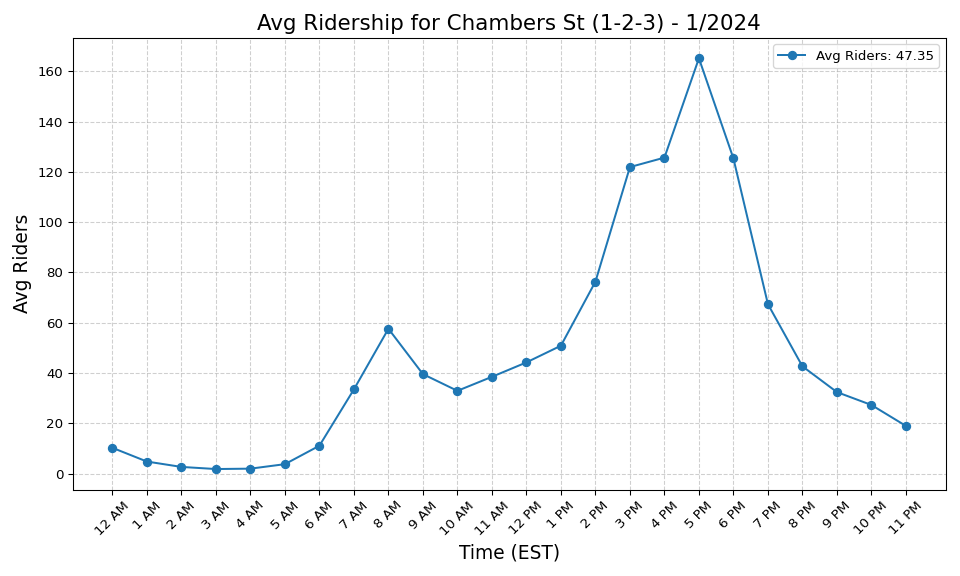 Avg Ridership for Chambers St (1-2-3) - 1/2024
Avg Riders: 47.35
Avg Riders
160
140
120
100
80
60
40
20
0
12 AM
1 AM
2 AM
3 AM
4 AM
5 AM
6 AM
7 AM
8 AM
9 AM
10 AM
11 AM
12 PM
1 PM
2 PM
3 PM
4 PM
5 PM
6 PM
7 PM
8 PM
9 PM
10 PM
11 PM
Time (EST)